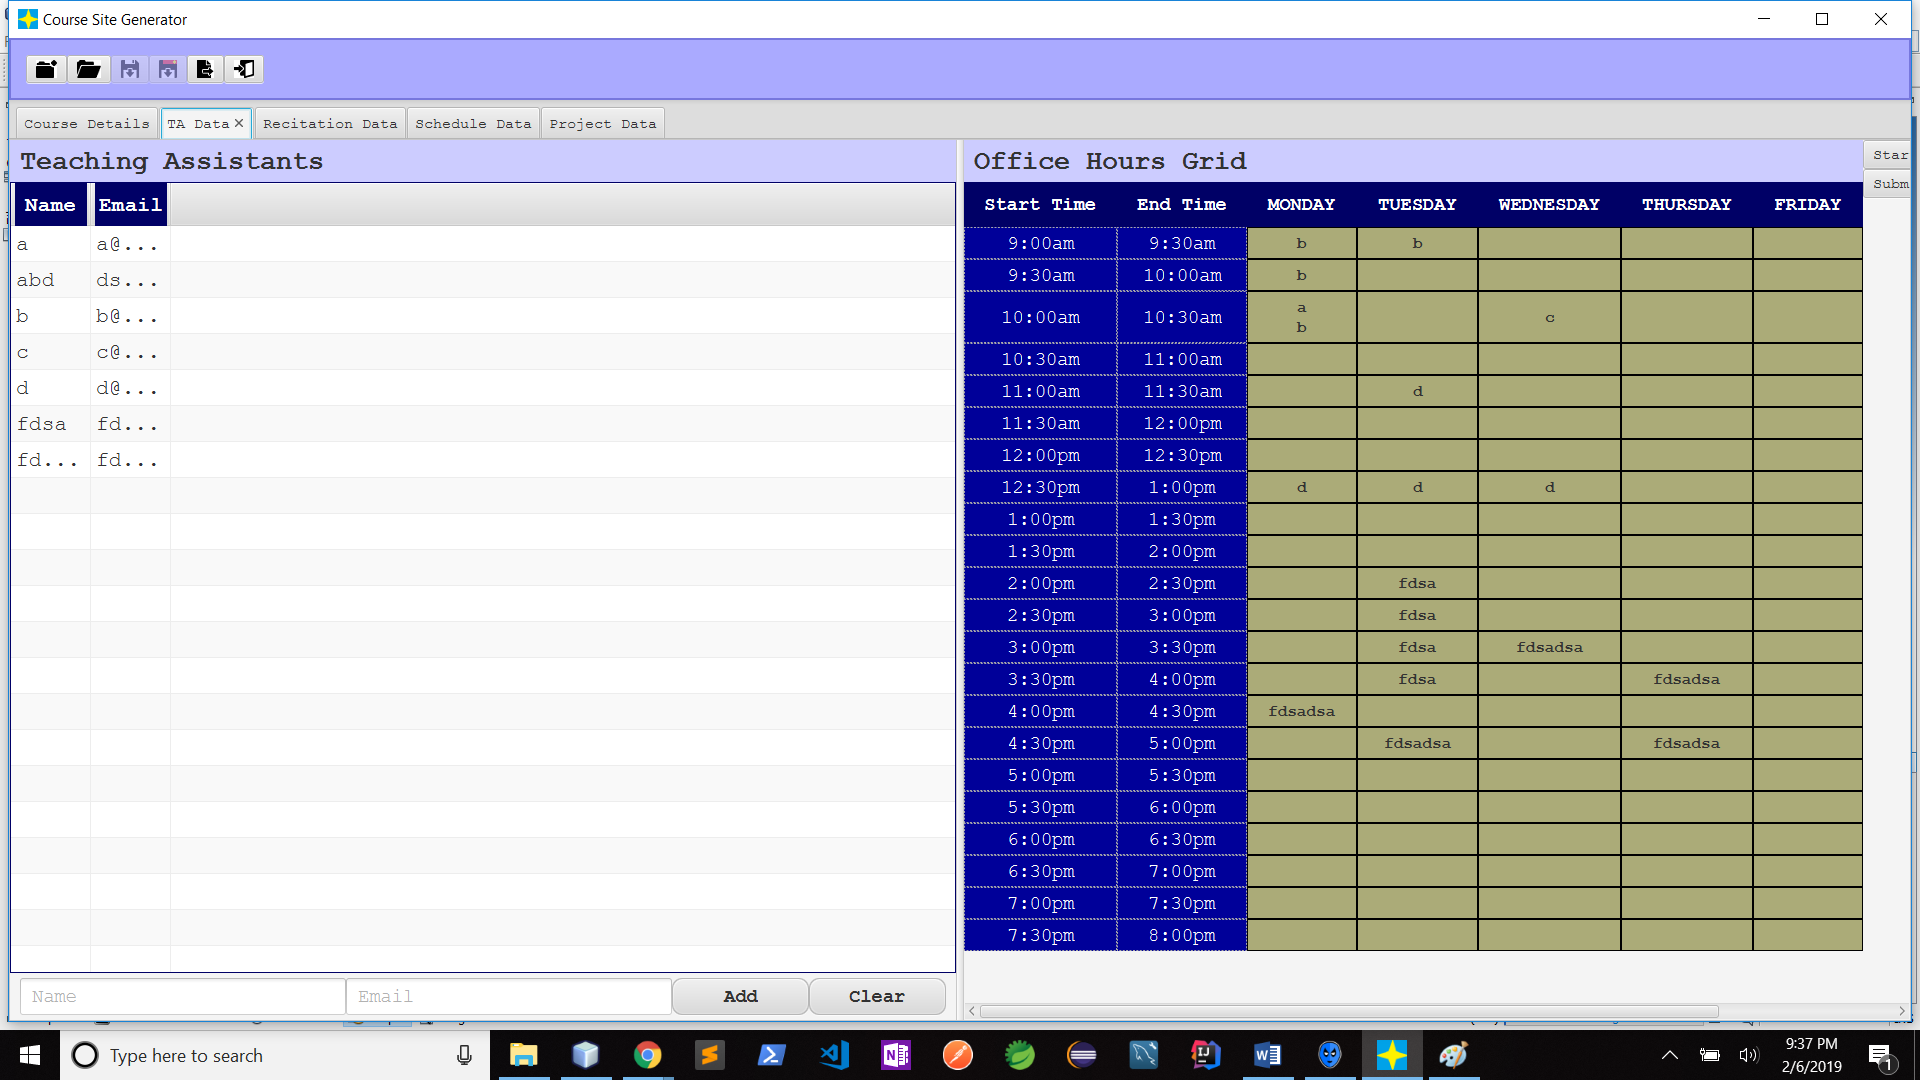 Course Site Generator
Course Details TA Data Recitation Data Schedule Data Project Data
Teaching Assistants
Name Email
a a@...
abd ds...
b b@...
c c@...
d d@...
fdsa fd...
fd... fd...
Name Email Add Clear
Office Hours Grid
Start Time End Time MONDAY TUESDAY WEDNESDAY THURSDAY FRIDAY
9:00am 9:30am b b
9:30am 10:00am b
10:00am 10:30am a b c
10:30am 11:00am
11:00am 11:30am d
11:30am 12:00pm
12:00pm 12:30pm
12:30pm 1:00pm d d d
1:00pm 1:30pm
1:30pm 2:00pm
2:00pm 2:30pm fdsa
2:30pm 3:00pm fdsa
3:00pm 3:30pm fdsa fdsadsa
3:30pm 4:00pm fdsa fdsadsa
4:00pm 4:30pm fdsadsa
4:30pm 5:00pm fdsadsa fdsadsa
5:00pm 5:30pm
5:30pm 6:00pm
6:00pm 6:30pm
6:30pm 7:00pm
7:00pm 7:30pm
7:30pm 8:00pm
Star
Subm
Type here to search
9:37 PM
2/6/2019
1